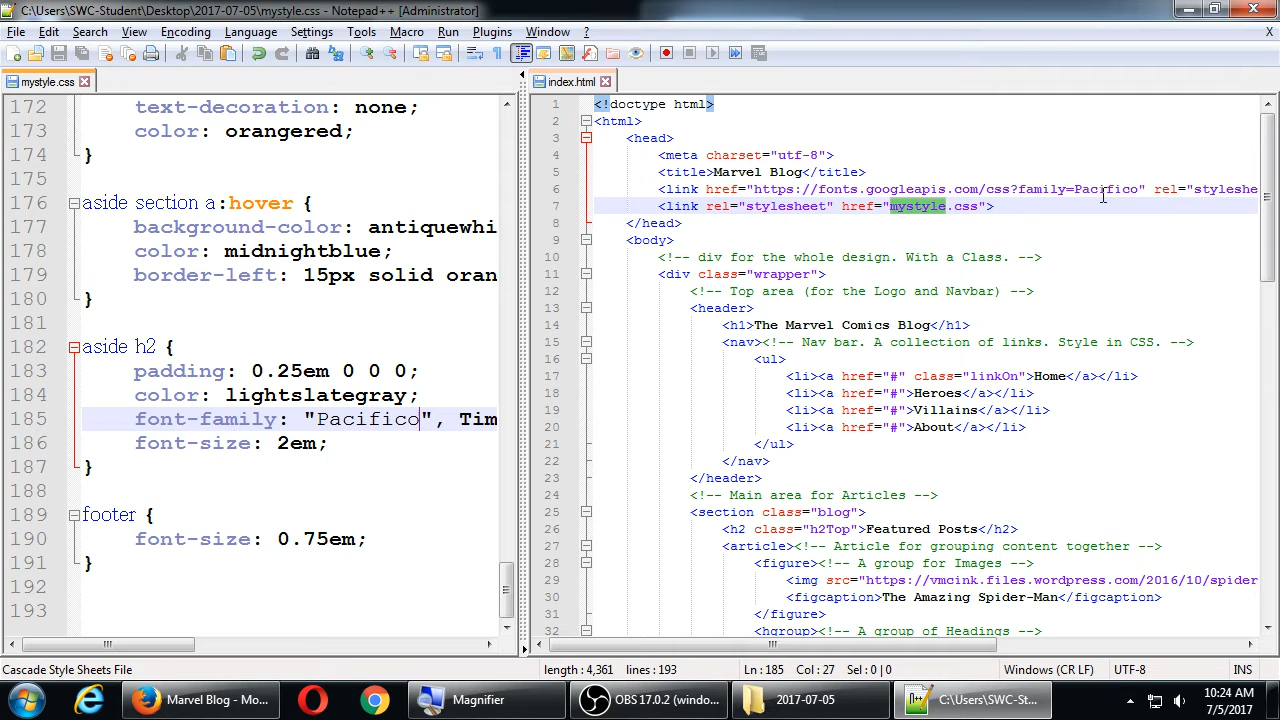 C:\Users\SWC-Student\Desktop\2017-07-05\mystyle.css - Notepad++ [Administrator]
File Edit Search View Encoding Language Settings Tools Macro Run Plugins Window ?
mystyle.css
172 text-decoration: none;
173 color: orangered;
174 }
175
176 aside section a:hover {
177 background-color: antiquewhi
178 color: midnightblue;
179 border-left: 15px solid oran
180 }
181
182 aside h2 {
183 padding: 0.25em 0 0 0;
184 color: lightslategray;
185 font-family: "Pacifico", Tim
186 font-size: 2em;
187 }
188
189 footer {
190 font-size: 0.75em;
191 }
192
193
index.html
1 <!doctype html>
2 <html>
3 <head>
4 <meta charset="utf-8">
5 <title>Marvel Blog</title>
6 <link href="https://fonts.googleapis.com/css?family=Pacifico" rel="styleshe
7 <link rel="stylesheet" href="mystyle.css">
8 </head>
9 <body>
10 <!-- div for the whole design. With a Class. -->
11 <div class="wrapper">
12 <!-- Top area (for the Logo and Navbar) -->
13 <header>
14 <h1>The Marvel Comics Blog</h1>
15 <nav><!-- Nav bar. A collection of links. Style in CSS. -->
16 <ul>
17 <li><a href="#" class="linkOn">Home</a></li>
18 <li><a href="#">Heroes</a></li>
19 <li><a href="#">Villains</a></li>
20 <li><a href="#">About</a></li>
21 </ul>
22 </nav>
23 </header>
24 <!-- Main area for Articles -->
25 <section class="blog">
26 <h2 class="h2Top">Featured Posts</h2>
27 <article><!-- Article for grouping content together -->
28 <figure><!-- A group for Images -->
29 <img src="https://vmcink.files.wordpress.com/2016/10/spider
30 <figcaption>The Amazing Spider-Man</figcaption>
31 </figure>
32 <hgroup><!-- A group of Headings -->
Cascade Style Sheets File length : 4,361 lines : 193 Ln : 185 Col : 27 Sel : 0 | 0 Windows (CR LF) UTF-8 INS
Marvel Blog - Mo...
Magnifier
OBS 17.0.2 (windo...
2017-07-05
C:\Users\SWC-St...
10:24 AM
7/5/2017